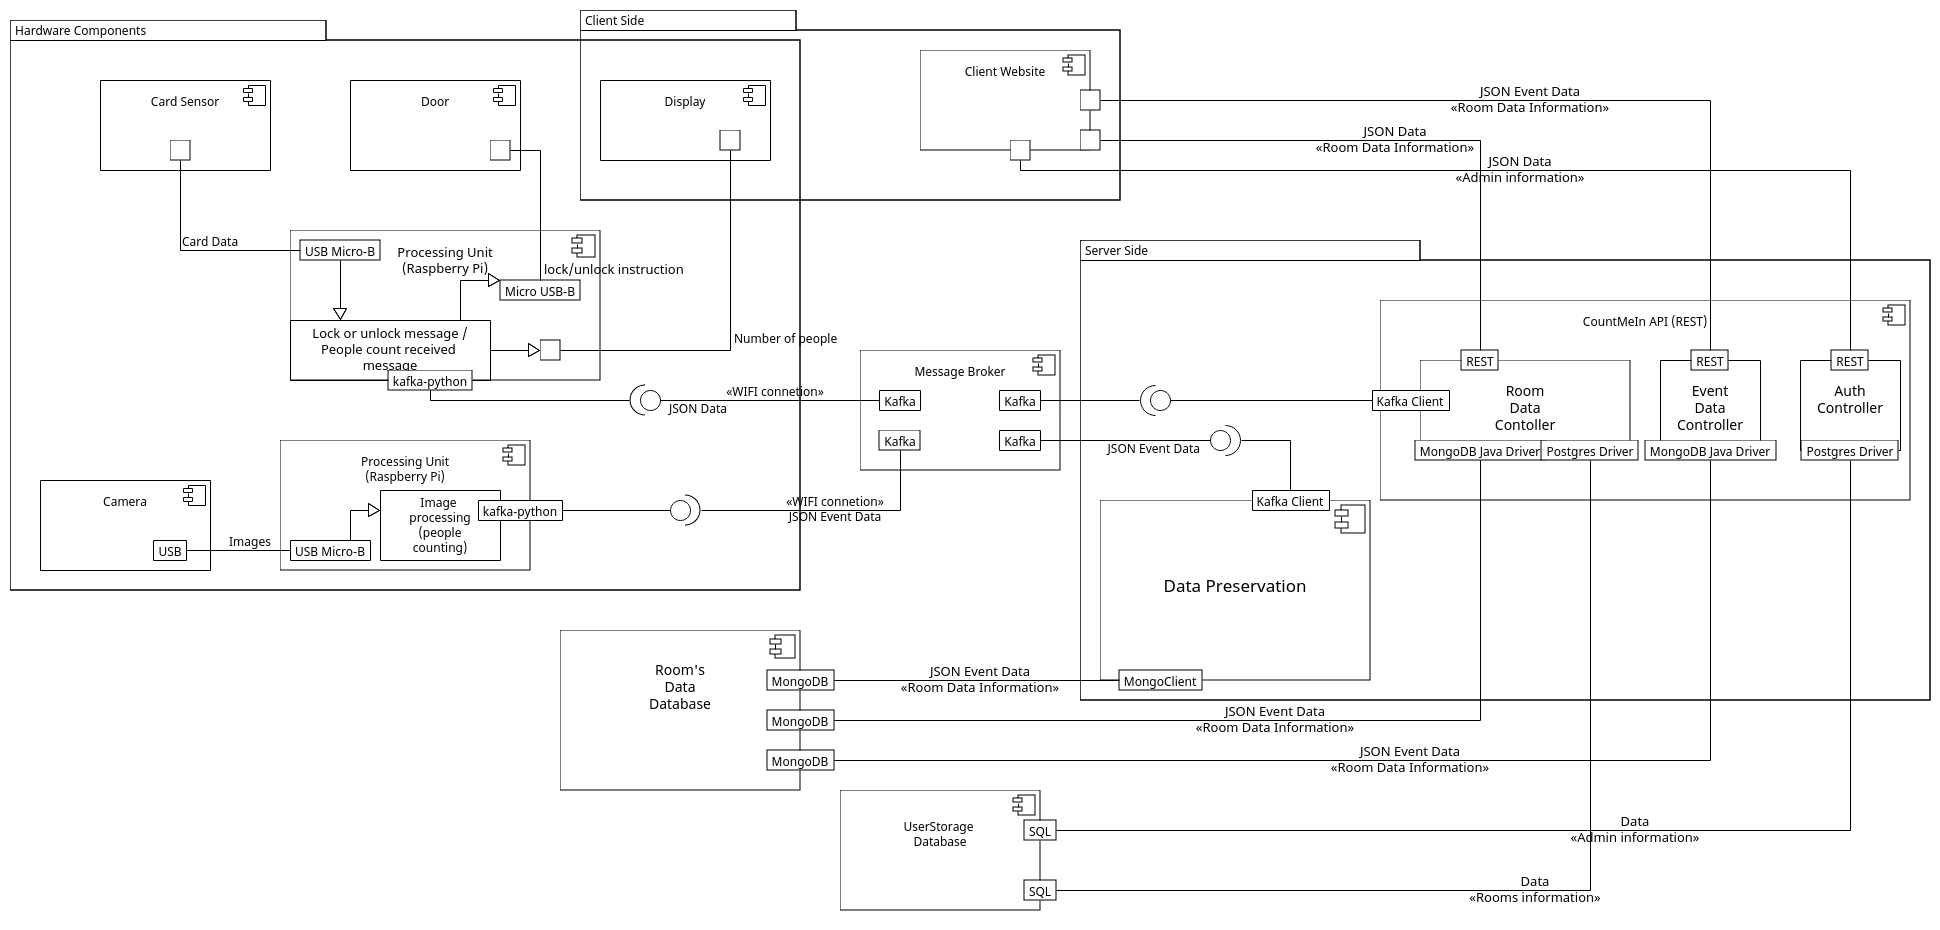 Client Side
Hardware Components
Client Website
Card Sensor
Door
Display
JSON Event Data
«Room Data Information»
JSON Data
«Room Data Information»
JSON Data
«Admin information»
Card Data
USB Micro-B
Processing Unit
(Raspberry Pi)
lock/unlock instruction
Micro USB-B
Lock or unlock message /
People count received
message
kafka-python
Number of people
Server Side
CountMeIn API (REST)
REST
REST
REST
Message Broker
«WIFI connetion»
JSON Data
Kafka
Kafka
Kafka
Kafka
Kafka Client
Room
Data
Contoller
Event
Data
Controller
Auth
Controller
JSON Event Data
MongoDB Java Driver
Postgres Driver
MongoDB Java Driver
Postgres Driver
Processing Unit
(Raspberry Pi)
Camera
USB
Images
USB Micro-B
Image
processing
(people
counting)
kafka-python
«WIFI connetion»
JSON Event Data
Kafka Client
Data Preservation
MongoClient
Room's
Data
Database
MongoDB
MongoDB
MongoDB
JSON Event Data
«Room Data Information»
JSON Event Data
«Room Data Information»
JSON Event Data
«Room Data Information»
UserStorage
Database
SQL
SQL
Data
«Admin information»
Data
«Rooms information»